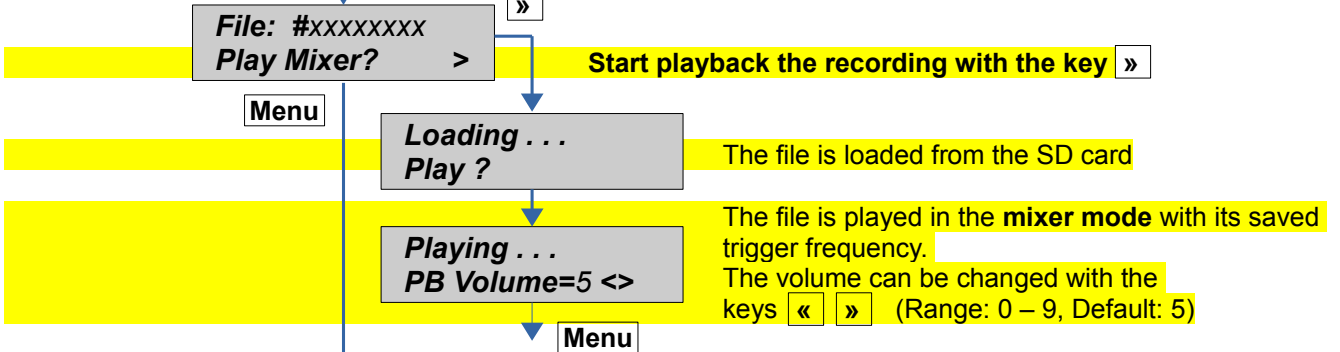 »
File: #xxxxxxxx
Play Mixer? >
Start playback the recording with the key »
Menu
Loading . . .
Play ?
The file is loaded from the SD card
The file is played in the mixer mode with its saved
trigger frequency.
Playing . . .
PB Volume=5 <>
The volume can be changed with the
keys « » (Range: 0 – 9, Default: 5)
Menu